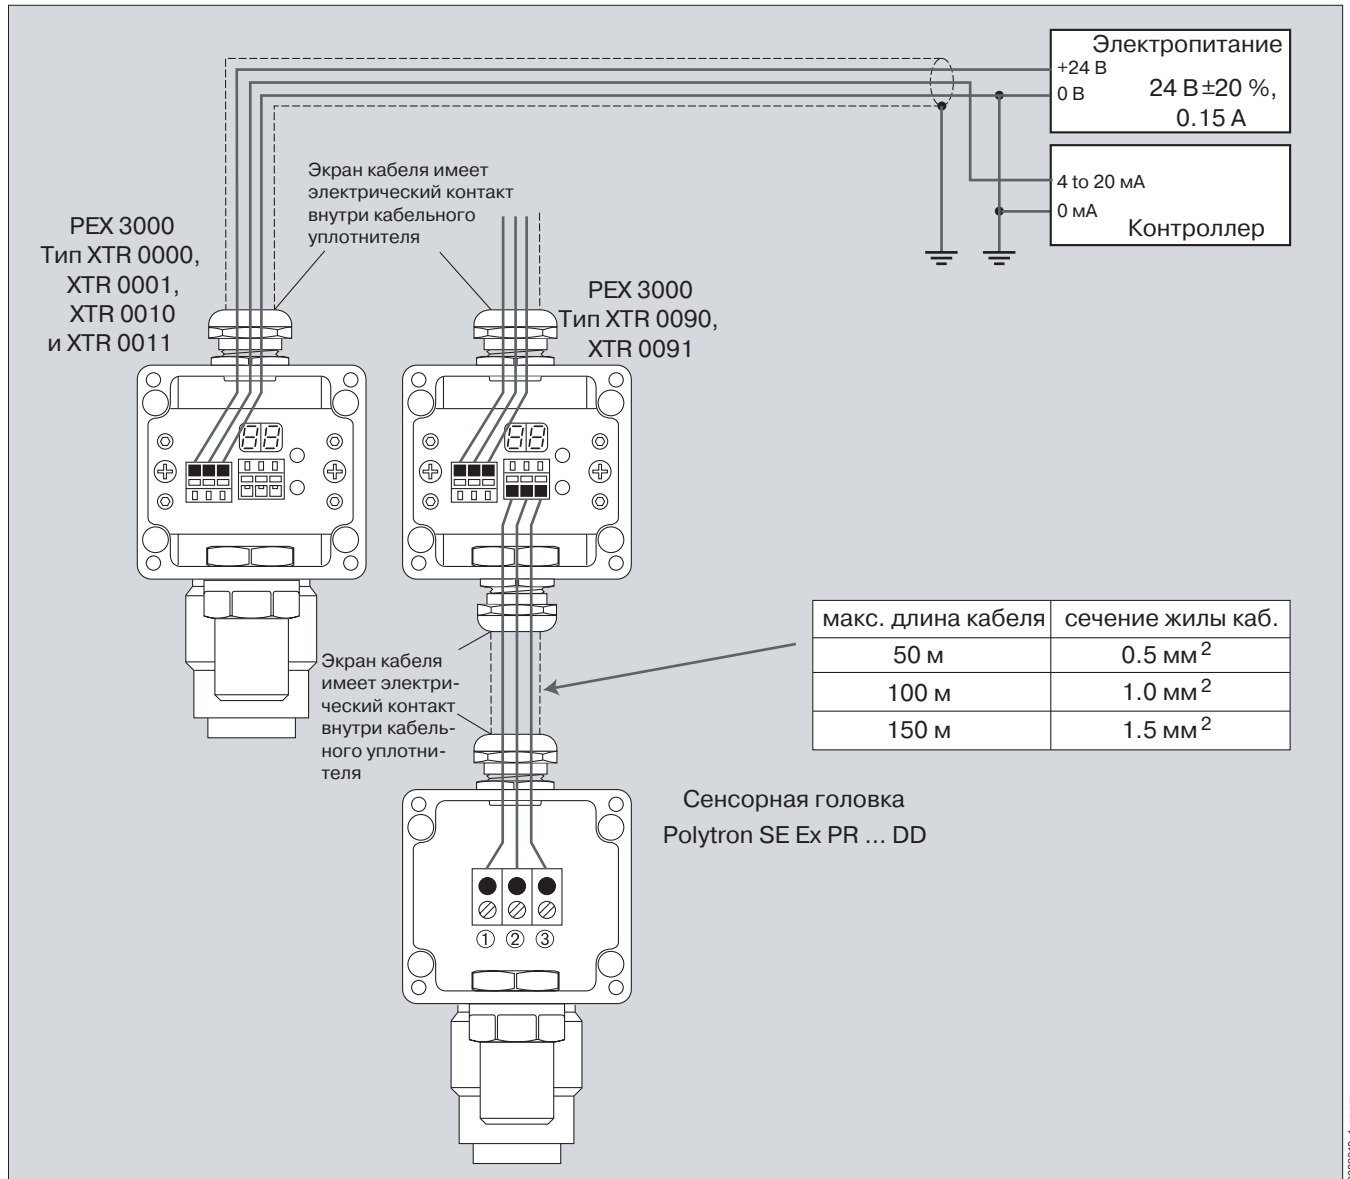 Электропитание
+24 В
0 В
24 В ±20 %,
0.15 А
4 to 20 мА
0 мА
Контроллер
Экран кабеля имеет
электрический контакт
внутри кабельного
уплотнителя
PEX 3000
Тип XTR 0000,
XTR 0001,
XTR 0010
и XTR 0011
PEX 3000
Тип XTR 0090,
XTR 0091
Экран кабеля
имеет электри-
ческий контакт
внутри кабель-
ного уплотни-
теля
макс. длина кабеля сечение жилы каб.
50 м 0.5 мм²
100 м 1.0 мм²
150 м 1.5 мм²
Сенсорная головка
Polytron SE Ex PR ... DD
① ② ③